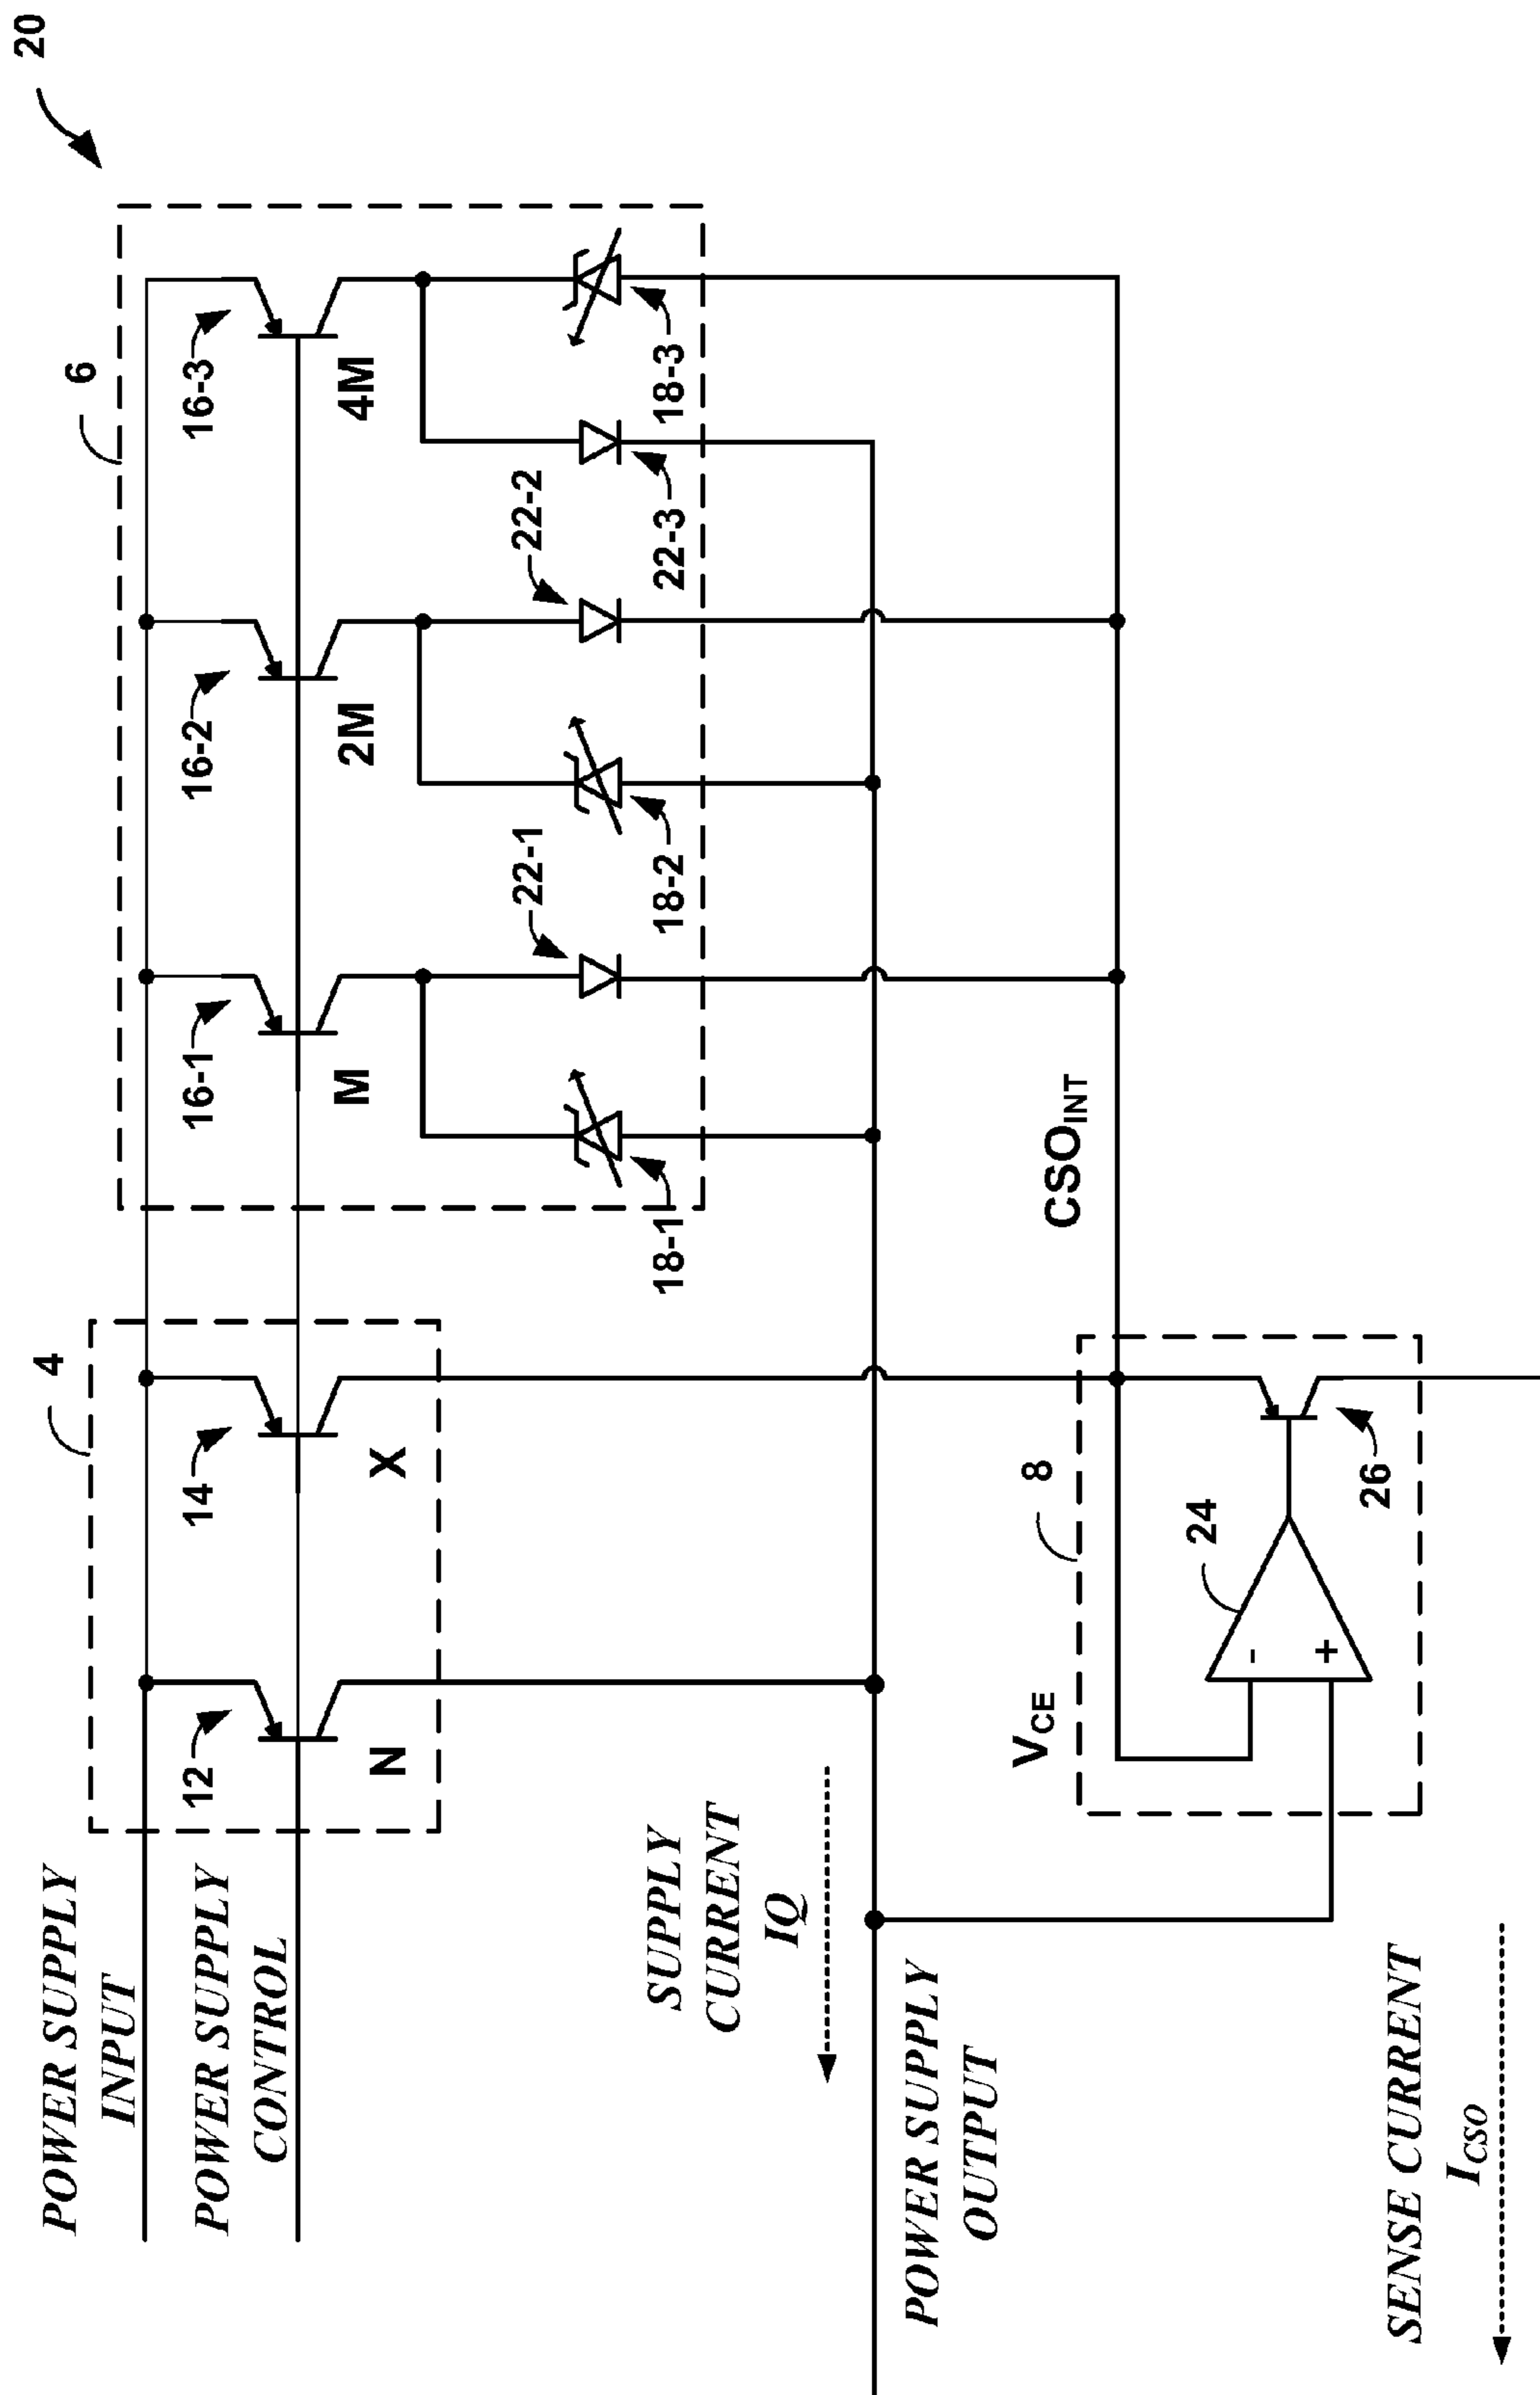 20
6
16-3
4M
18-3
22-3
22-2
16-2
2M
18-2
22-1
16-1
M
18-1
4
14
X
12
N
CSO_INT
8
24
26
V_CE
-
+
POWER SUPPLY
INPUT
POWER SUPPLY
CONTROL
SUPPLY
CURRENT
IQ
POWER SUPPLY
OUTPUT
SENSE CURRENT
I_CSO